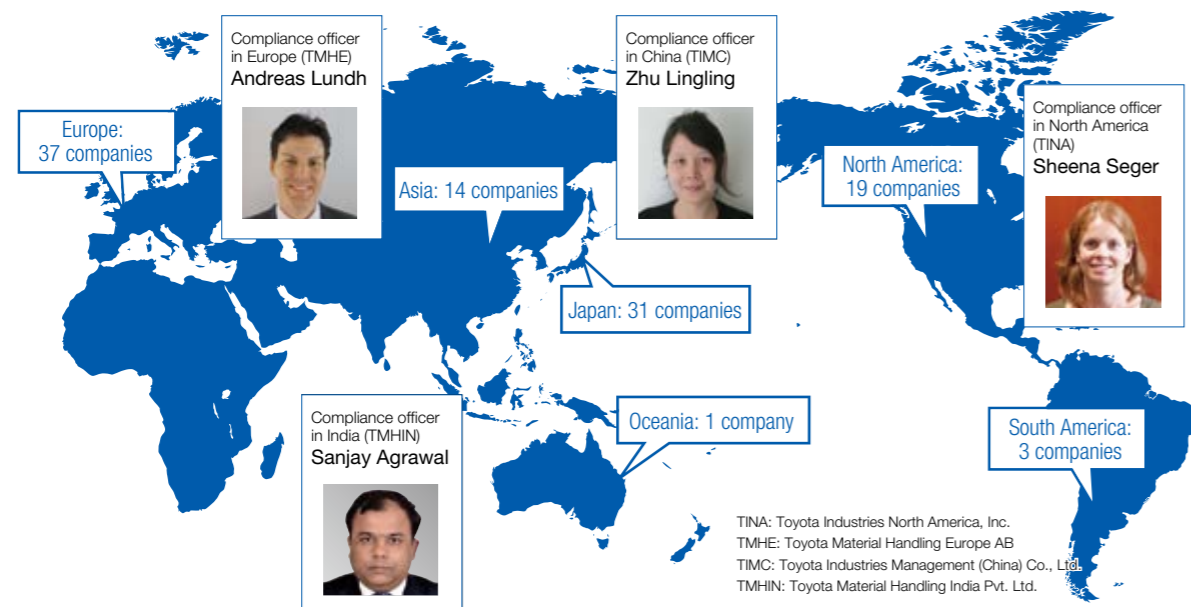 Compliance officer
in Europe (TMHE)
Andreas Lundh
Compliance officer
in China (TIMC)
Zhu Lingling
Compliance officer
in North America
(TINA)
Sheena Seger
Europe:
37 companies
Asia: 14 companies
North America:
19 companies
Japan: 31 companies
Compliance officer
in India (TMHIN)
Sanjay Agrawal
Oceania: 1 company
South America:
3 companies
TINA: Toyota Industries North America, Inc.
TMHE: Toyota Material Handling Europe AB
TIMC: Toyota Industries Management (China) Co., Ltd.
TMHIN: Toyota Material Handling India Pvt. Ltd.